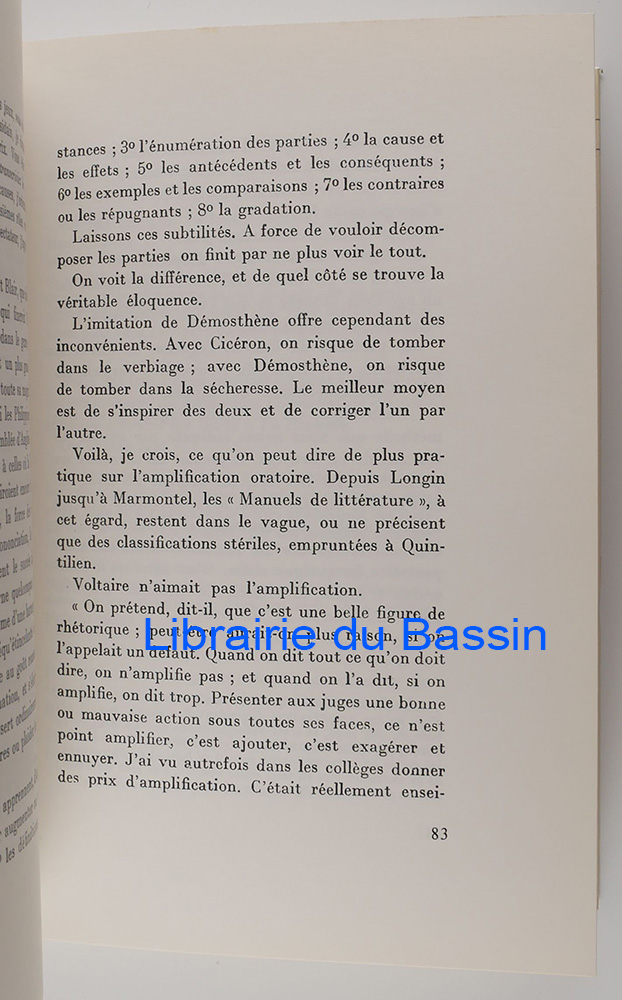 stances ; 3º l'énumération des parties ; 4º la cause et
les effets ; 5º les antécédents et les conséquents ;
6º les exemples et les comparaisons ; 7º les contraires
ou les répugnants ; 8º la gradation.
Laissons ces subtilités. A force de vouloir décom-
poser les parties on finit par ne plus voir le tout.
On voit la différence, et de quel côté se trouve la
véritable éloquence.
L'imitation de Démosthène offre cependant des
inconvénients. Avec Cicéron, on risque de tomber
dans le verbiage ; avec Démosthène, on risque
de tomber dans la sécheresse. Le meilleur moyen
est de s'inspirer des deux et de corriger l'un par
l'autre.
Voilà, je crois, ce qu'on peut dire de plus pra-
tique sur l'amplification oratoire. Depuis Longin
jusqu'à Marmontel, les « Manuels de littérature », à
cet égard, restent dans le vague, ou ne précisent
que des classifications stériles, empruntées à Quin-
tilien.
Voltaire n'aimait pas l'amplification.
« On prétend, dit-il, que c'est une belle figure de
rhétorique ; peut-être aurait-on plus raison, si on
l'appelait un défaut. Quand on dit tout ce qu'on doit
dire, on n'amplifie pas ; et quand on l'a dit, si on
amplifie, on dit trop. Présenter aux juges une bonne
ou mauvaise action sous toutes ses faces, ce n'est
point amplifier, c'est ajouter, c'est exagérer et
ennuyer. J'ai vu autrefois dans les collèges donner
des prix d'amplification. C'était réellement ensei-
83
Librairie du Bassin